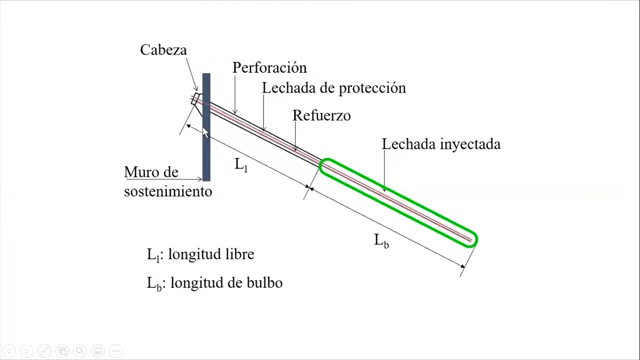 Cabeza
Perforación
Lechada de protección
Refuerzo
Lechada inyectada
Muro de
sostenimiento
Ll
Lb
Ll: longitud libre
Lb: longitud de bulbo